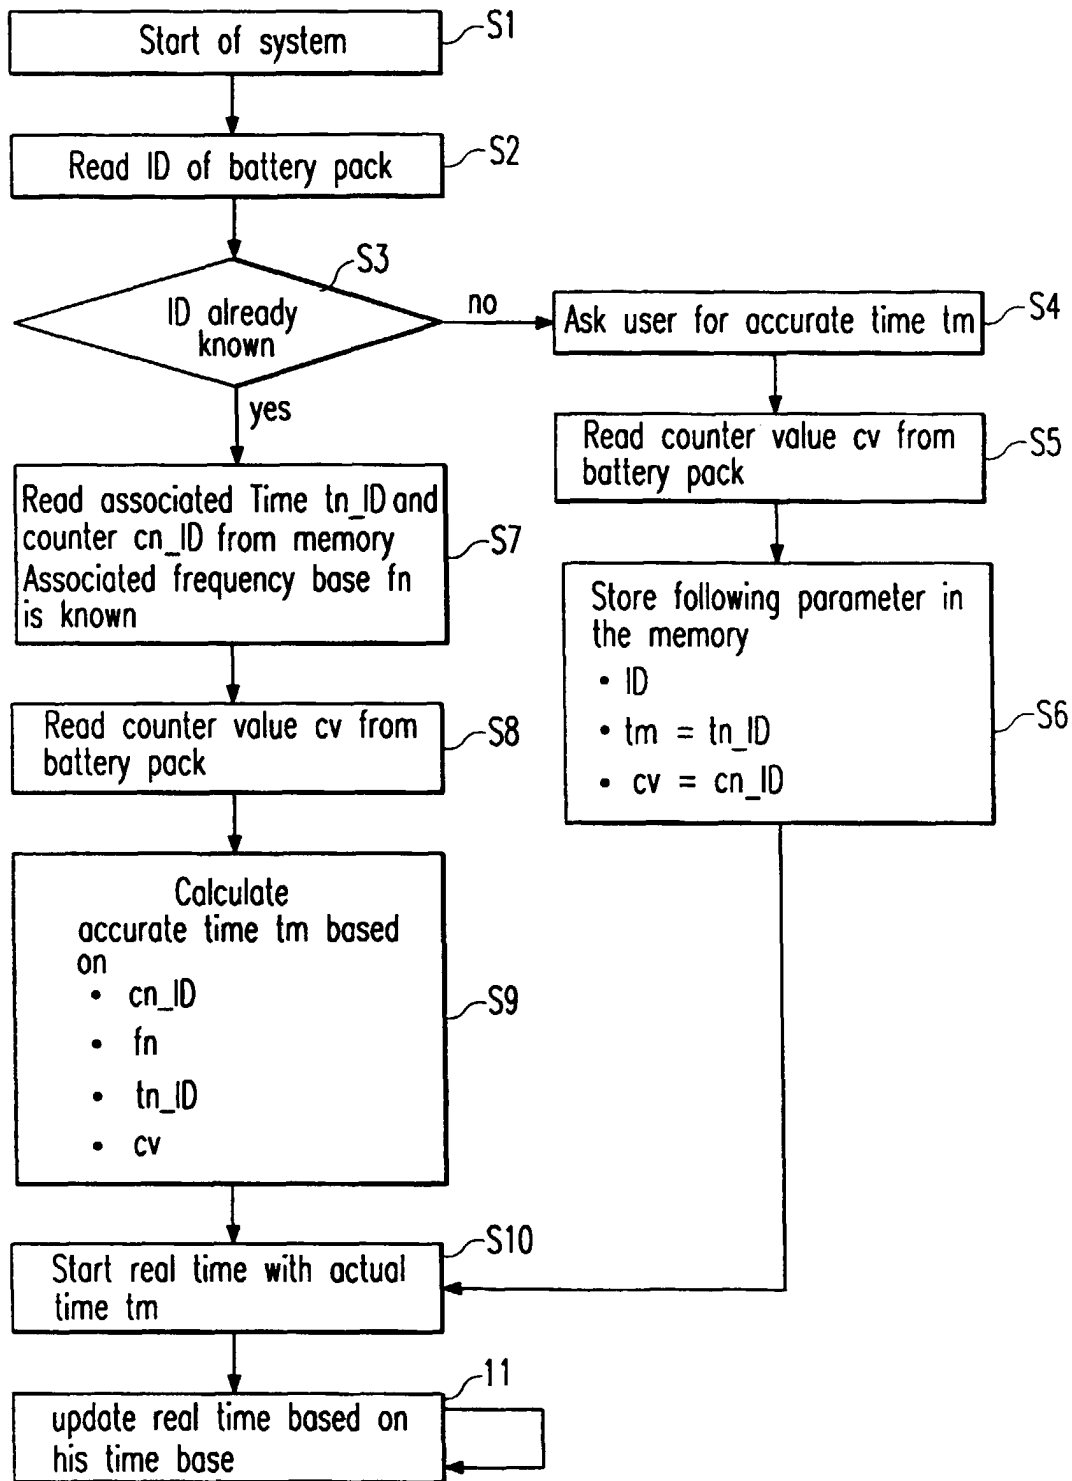 Start of system
S1
Read ID of battery pack
S2
S3
ID already
known
no
yes
Ask user for accurate time tm
S4
Read counter value cv from
battery pack
S5
Store following parameter in
the memory
• ID
• tm = tn_ID
• cv = cn_ID
S6
Read associated Time tn_ID and
counter cn_ID from memory
Associated frequency base fn
is known
S7
Read counter value cv from
battery pack
S8
Calculate
accurate time tm based
on
• cn_ID
• fn
• tn_ID
• cv
S9
Start real time with actual
time tm
S10
update real time based on
his time base
11